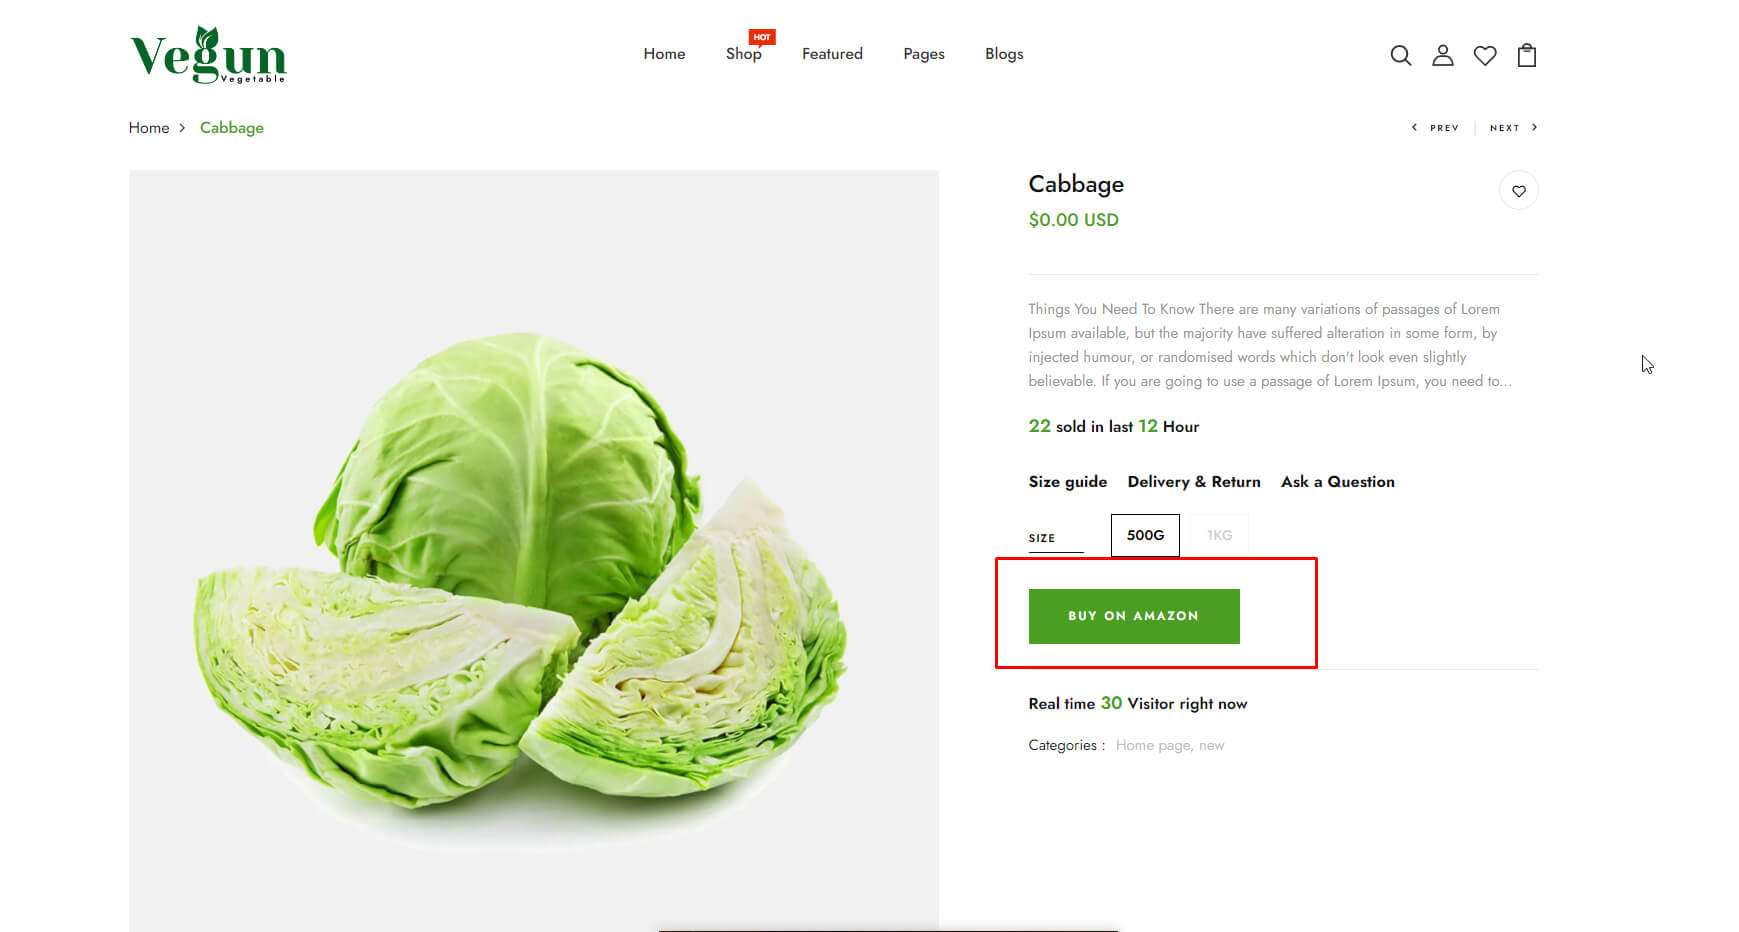 Vegun
Vegetable
Home
Shop
HOT
Featured
Pages
Blogs
Home > Cabbage
PREV
NEXT
Cabbage
$0.00 USD
Things You Need To Know There are many variations of passages of Lorem
Ipsum available, but the majority have suffered alteration in some form, by
injected humour, or randomised words which don't look even slightly
believable. If you are going to use a passage of Lorem Ipsum, you need to...
22 sold in last 12 Hour
Size guide Delivery & Return Ask a Question
SIZE 500G 1KG
BUY ON AMAZON
Real time 30 Visitor right now
Categories : Home page, new